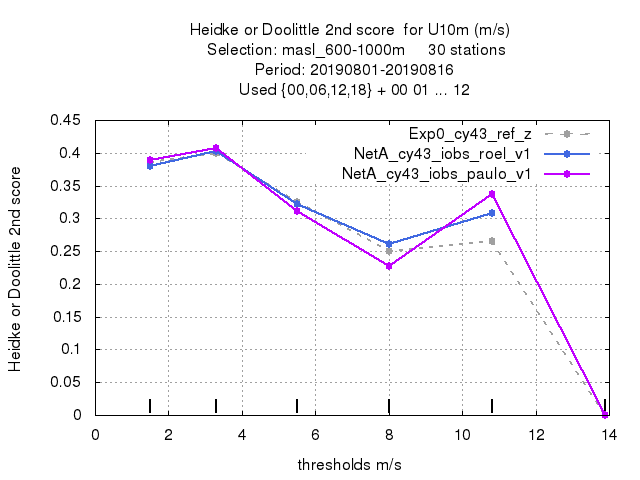 Heidke or Doolittle 2nd score  for U10m (m/s)
Selection: masl_600-1000m     30 stations
Period: 20190801-20190816
Used {00,06,12,18} + 00 01 ... 12
Exp0_cy43_ref_z
NetA_cy43_iobs_roel_v1
NetA_cy43_iobs_paulo_v1
Heidke or Doolittle 2nd score
0.45
0.4
0.35
0.3
0.25
0.2
0.15
0.1
0.05
0
0 2 4 6 8 10 12 14
thresholds m/s